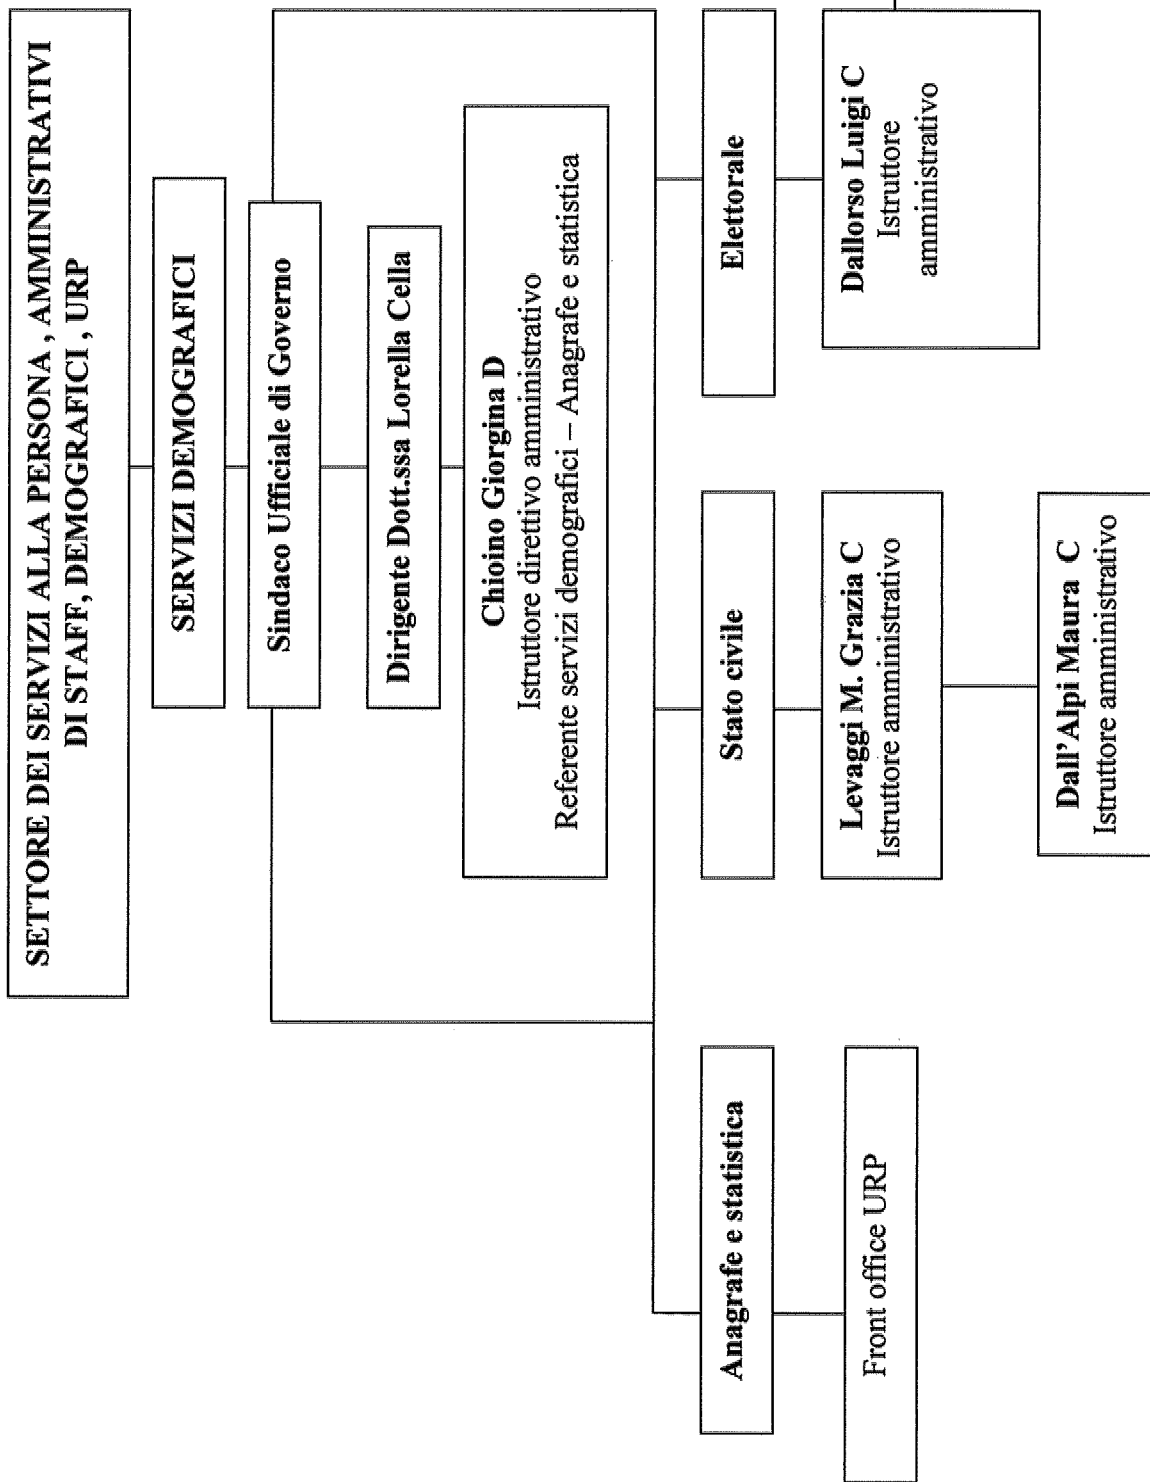 SETTORE DEI SERVIZI ALLA PERSONA , AMMINISTRATIVI
DI STAFF, DEMOGRAFICI , URP
SERVIZI DEMOGRAFICI
Sindaco Ufficiale di Governo
Dirigente Dott.ssa Lorella Cella
Chioino Giorgina D
Istruttore direttivo amministrativo
Referente servizi demografici – Anagrafe e statistica
Anagrafe e statistica
Front office URP
Stato civile
Levaggi M. Grazia C
Istruttore amministrativo
Dall'Alpi Maura C
Istruttore amministrativo
Elettorale
Dallorso Luigi C
Istruttore
amministrativo